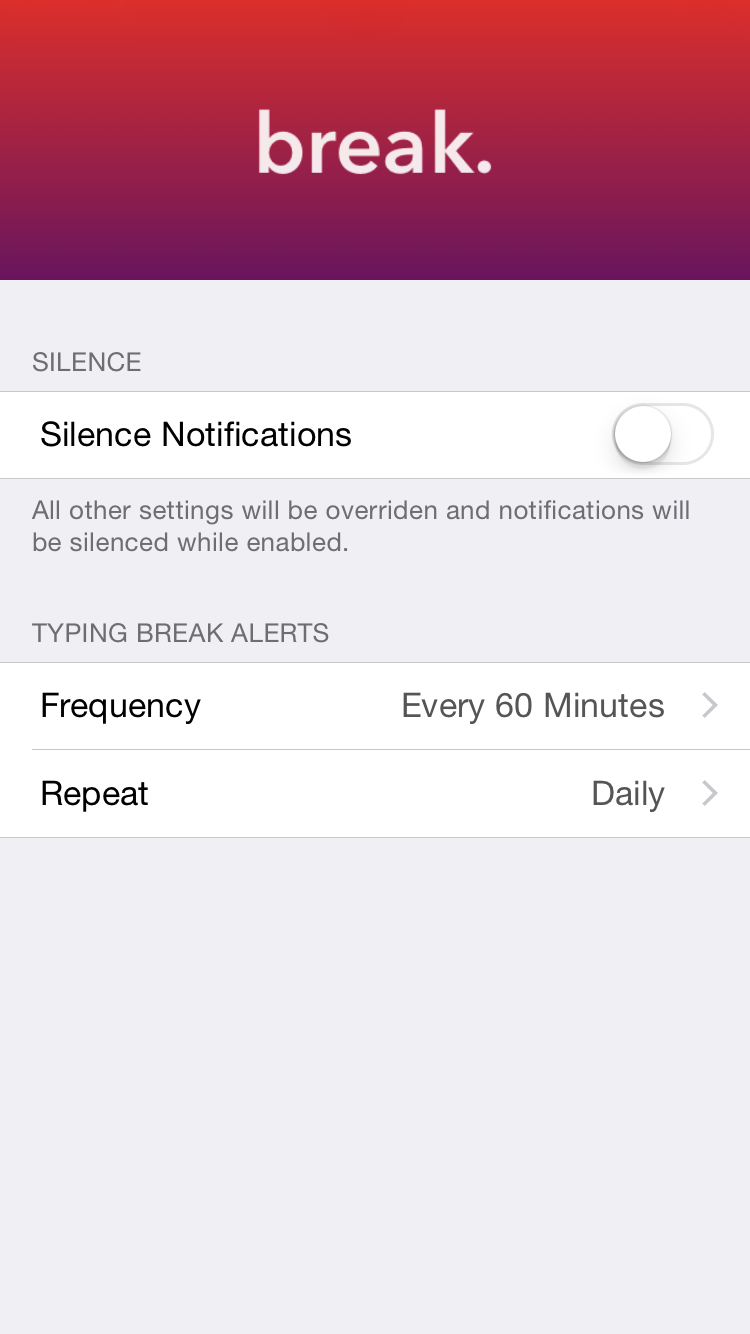 break.
SILENCE
Silence Notifications
All other settings will be overriden and notifications will
be silenced while enabled.
TYPING BREAK ALERTS
Frequency Every 60 Minutes
Repeat Daily